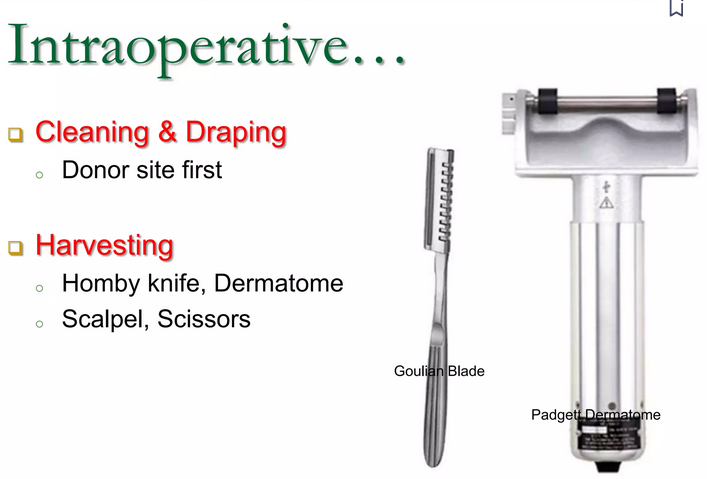 Intraoperative…
Cleaning & Draping
Donor site first
Harvesting
Homby knife, Dermatome
Scalpel, Scissors
Goulian Blade
Padgett Dermatome